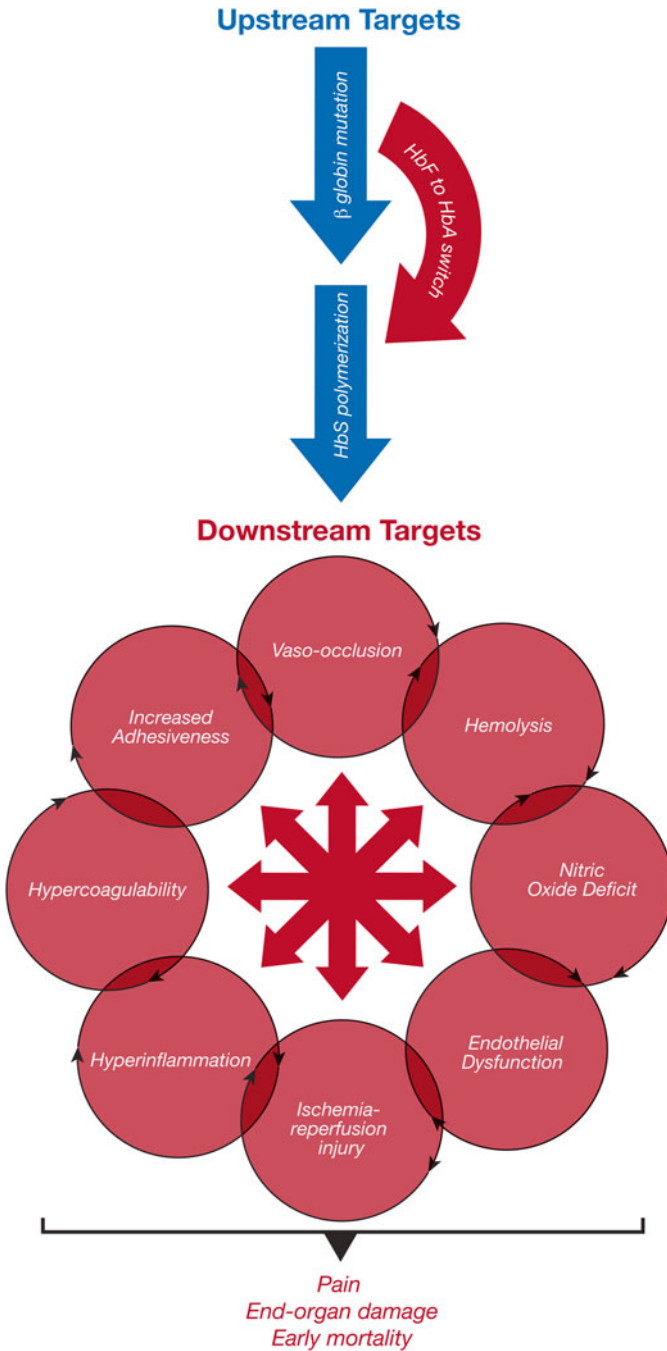 Upstream Targets
β globin mutation
HbF to HbA switch
HbS polymerization
Downstream Targets
Vaso-occlusion
Increased
Adhesiveness
Hemolysis
Hypercoagulability
Nitric
Oxide Deficit
Hyperinflammation
Endothelial
Dysfunction
Ischemia-
reperfusion
injury
Pain
End-organ damage
Early mortality